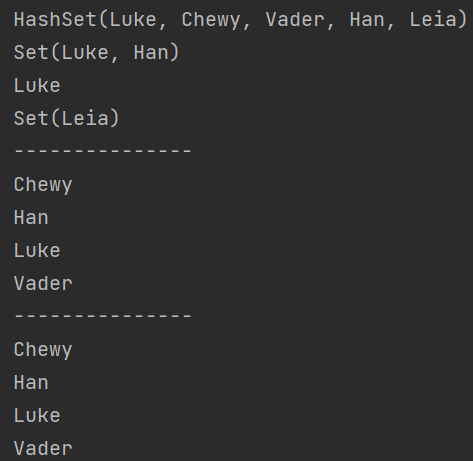 HashSet(Luke, Chewy, Vader, Han, Leia)
Set(Luke, Han)
Luke
Set(Leia)
---------------
Chewy
Han
Luke
Vader
---------------
Chewy
Han
Luke
Vader